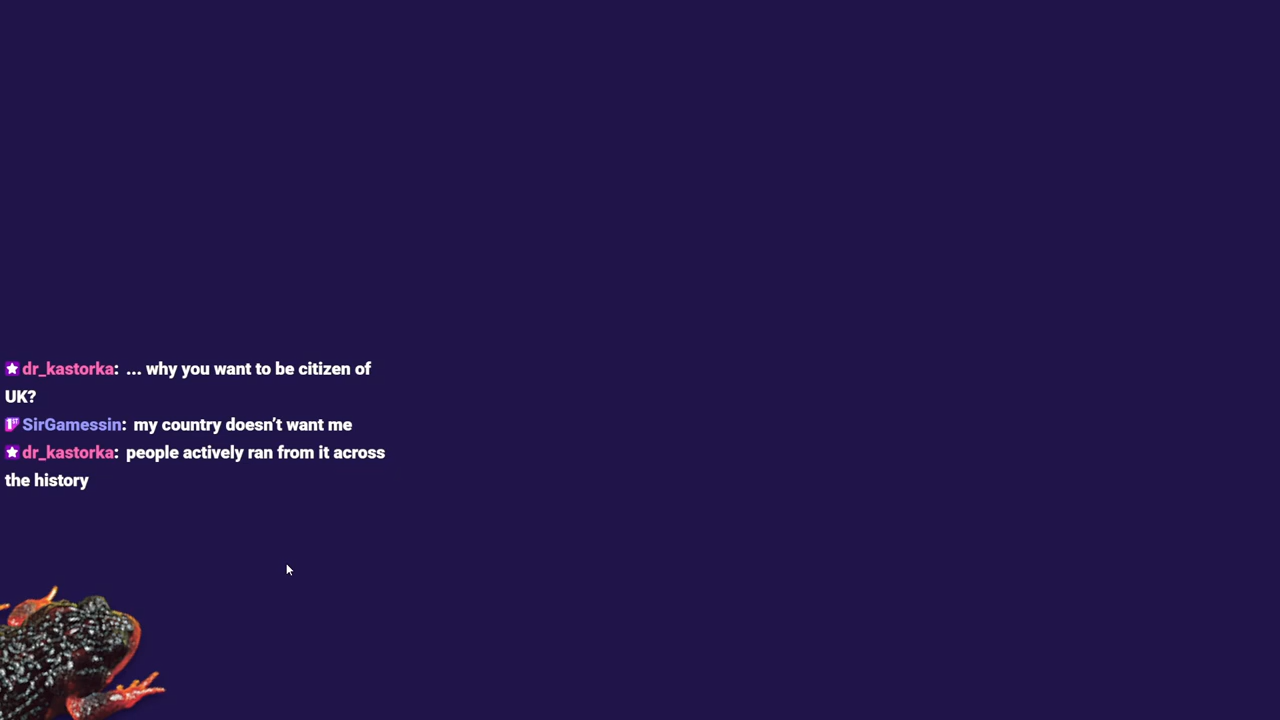 dr_kastorka: ... why you want to be citizen of
UK?
SirGamessin: my country doesn't want me
dr_kastorka: people actively ran from it across
the history